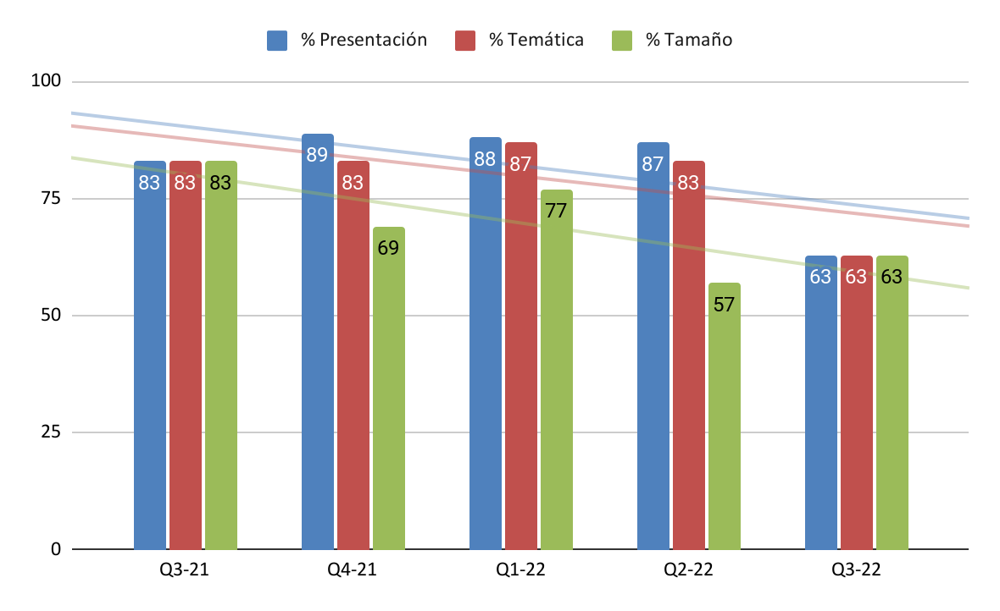 % Presentación % Temática % Tamaño
100
75
50
25
0
83 83 83
89 83 69
88 87 77
87 83 57
63 63 63
Q3-21 Q4-21 Q1-22 Q2-22 Q3-22